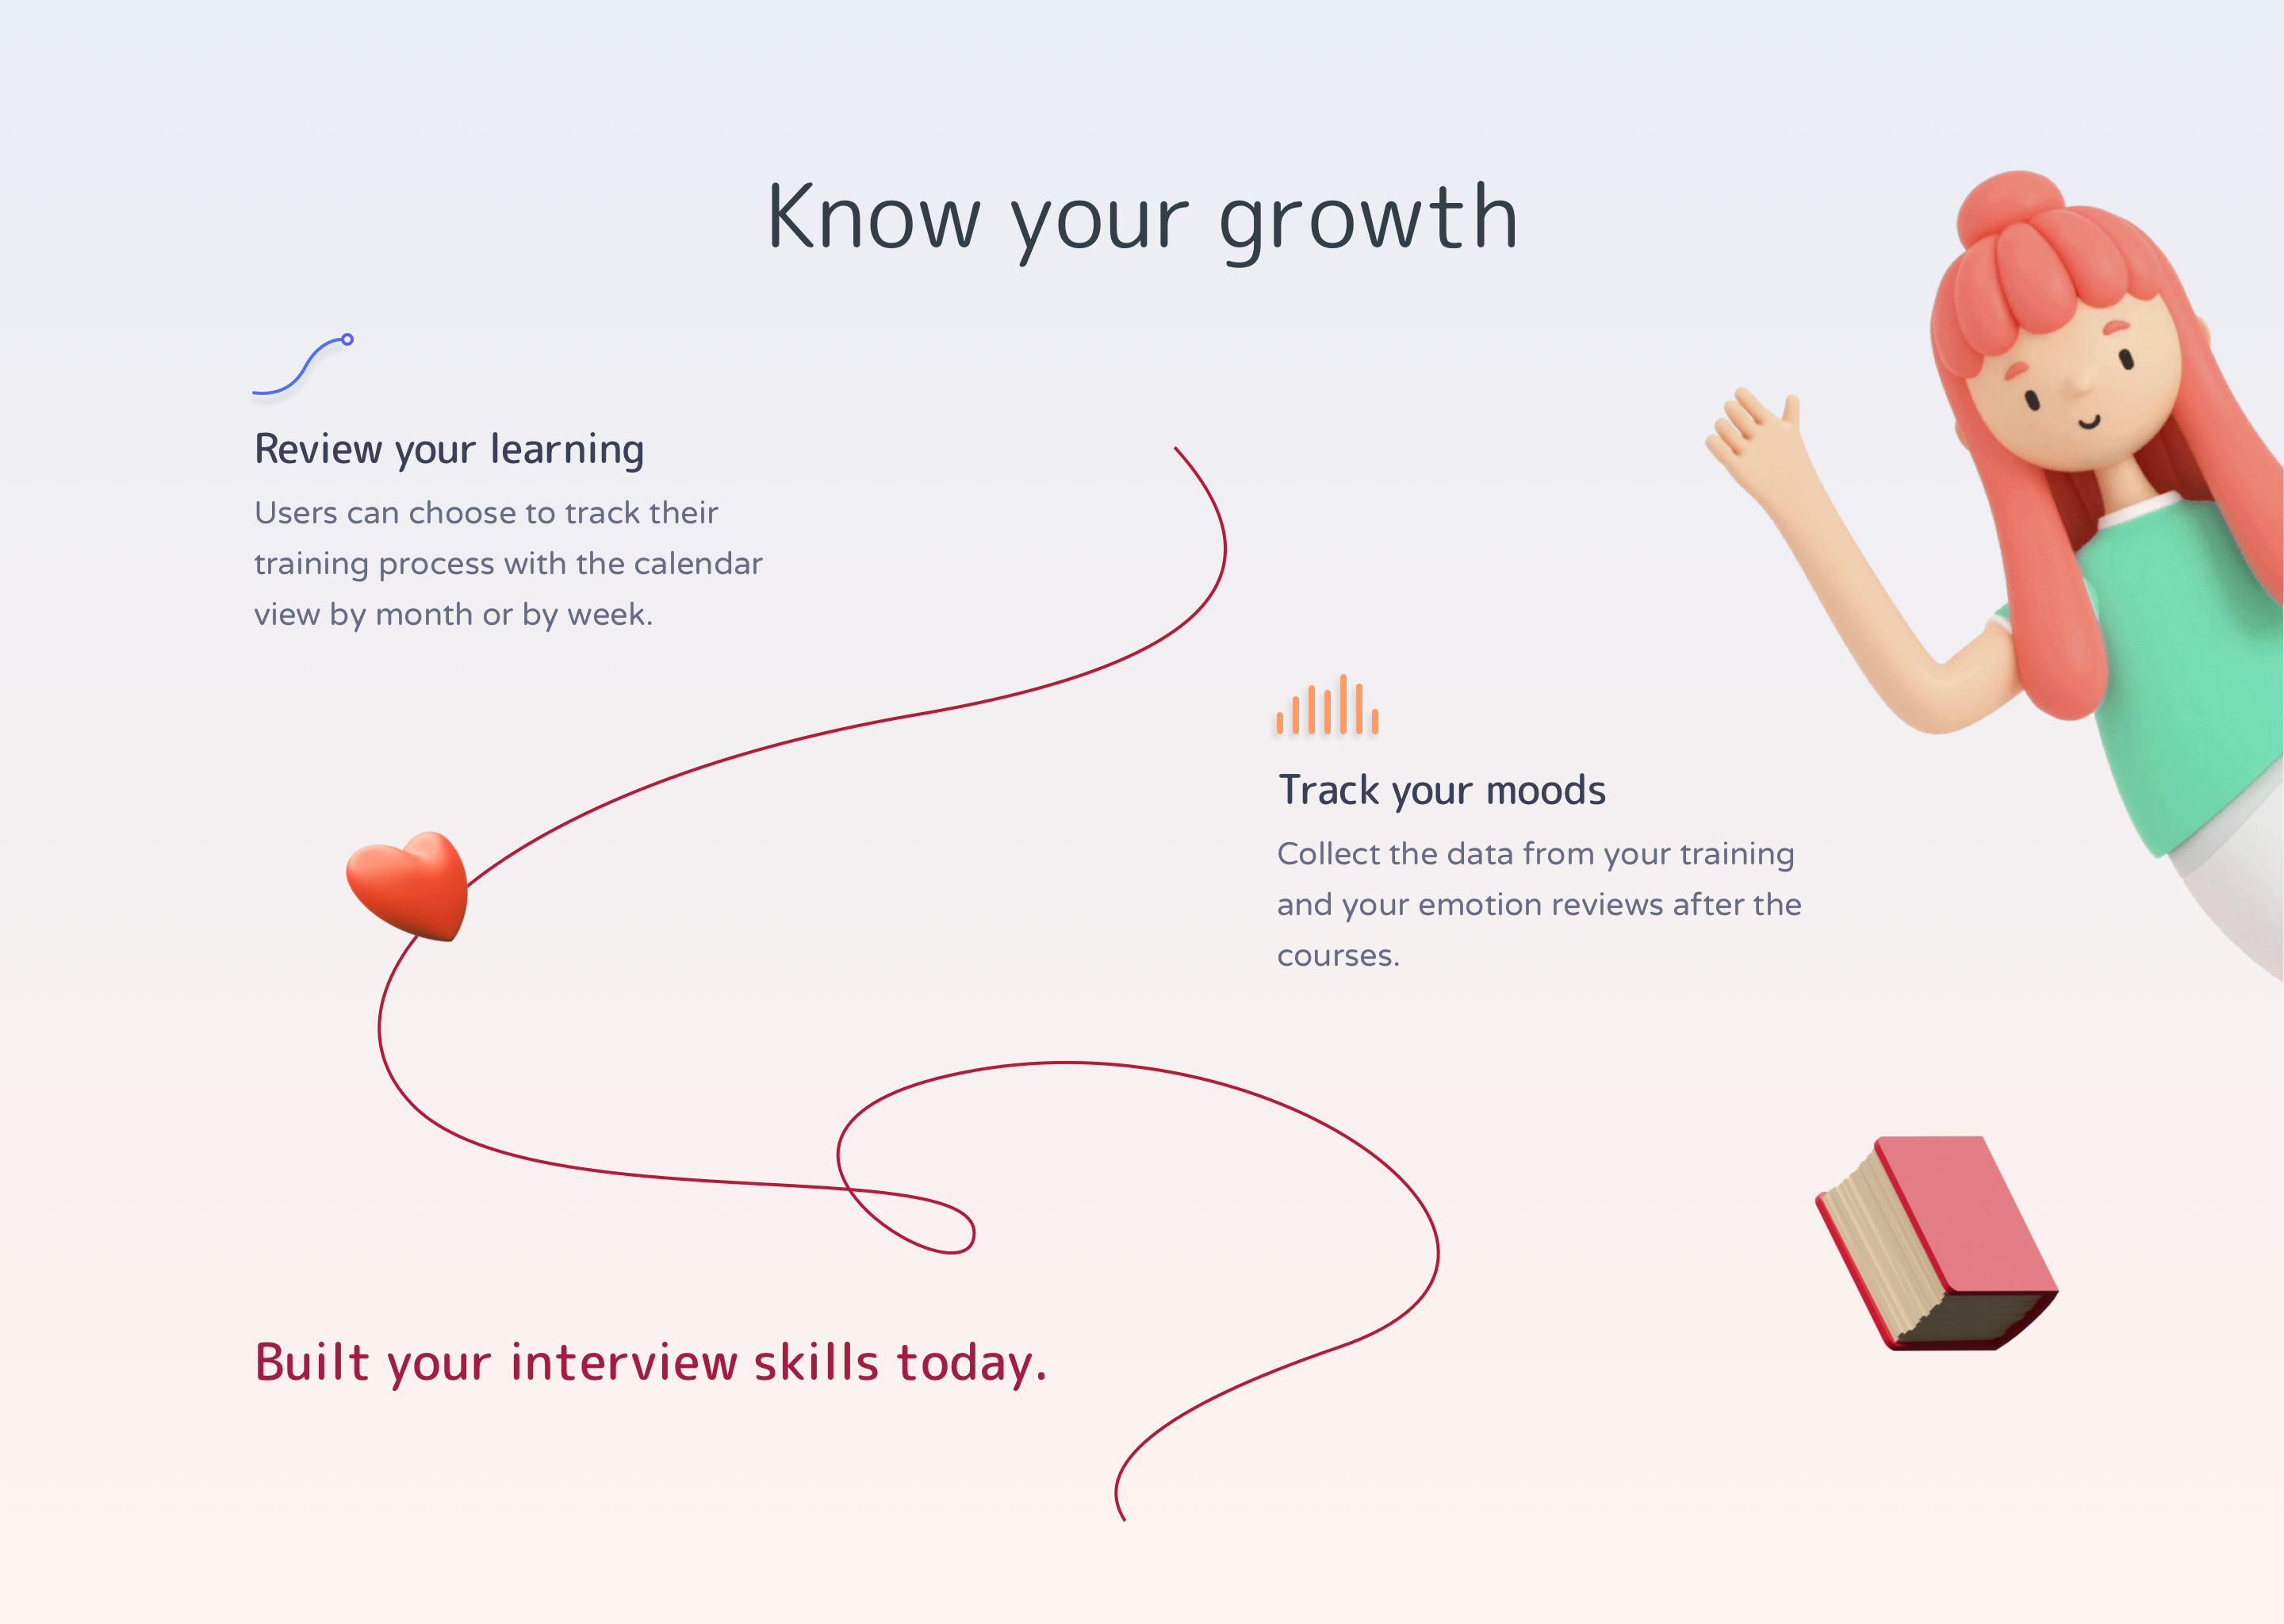 Know your growth
Review your learning
Users can choose to track their
training process with the calendar
view by month or by week.
Track your moods
Collect the data from your training
and your emotion reviews after the
courses.
Built your interview skills today.